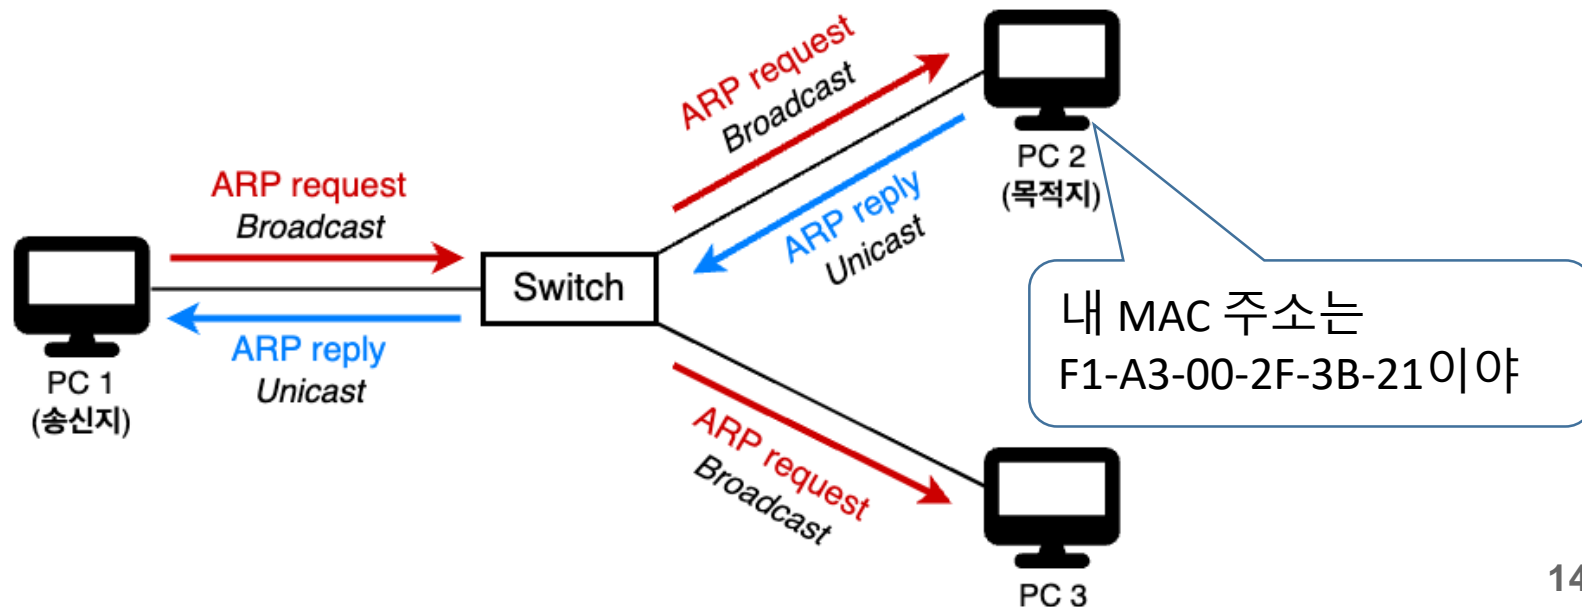 ARP request
Broadcast
PC 2
(목적지)
ARP request
Broadcast
ARP reply
Unicast
Switch
내 MAC 주소는
F1-A3-00-2F-3B-21이야
ARP reply
Unicast
PC 1
(송신지)
ARP request
Broadcast
PC 3
14